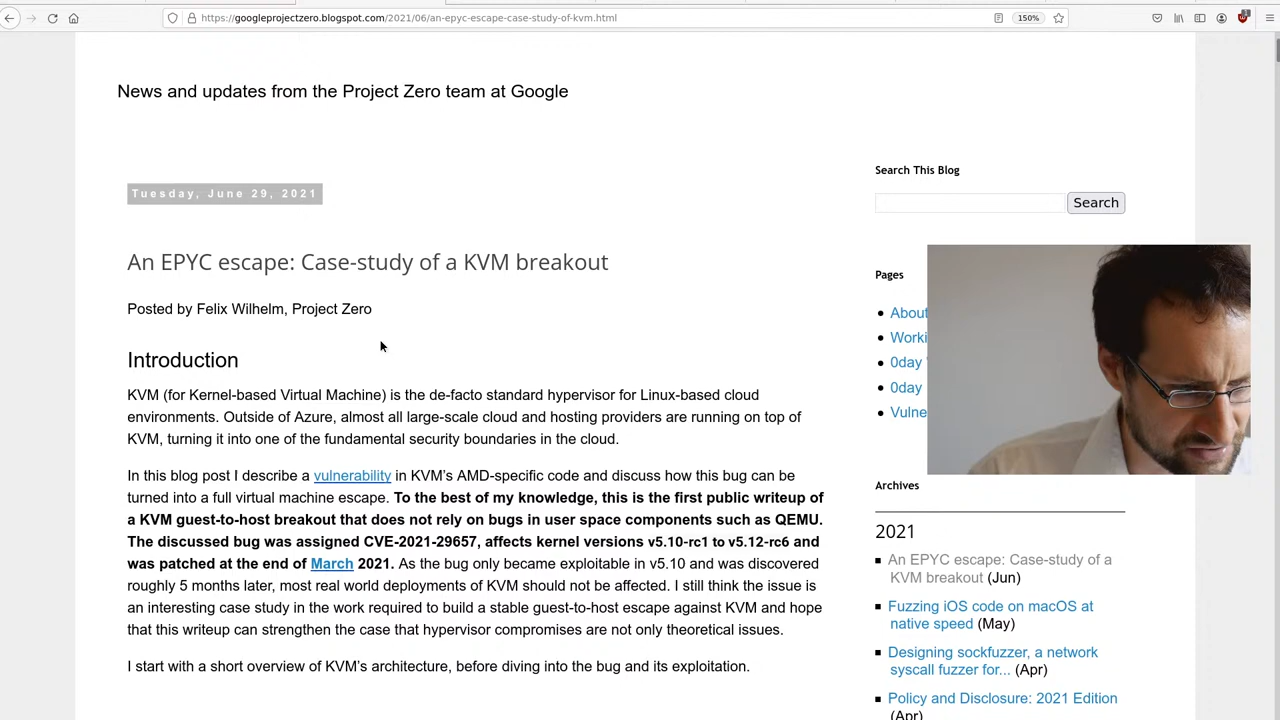 https://googleprojectzero.blogspot.com/2021/06/an-epyc-escape-case-study-of-kvm.html
150%
News and updates from the Project Zero team at Google
Tuesday, June 29, 2021
An EPYC escape: Case-study of a KVM breakout
Posted by Felix Wilhelm, Project Zero
Introduction
KVM (for Kernel-based Virtual Machine) is the de-facto standard hypervisor for Linux-based cloud
environments. Outside of Azure, almost all large-scale cloud and hosting providers are running on top of
KVM, turning it into one of the fundamental security boundaries in the cloud.
In this blog post I describe a vulnerability in KVM's AMD-specific code and discuss how this bug can be
turned into a full virtual machine escape. To the best of my knowledge, this is the first public writeup of
a KVM guest-to-host breakout that does not rely on bugs in user space components such as QEMU.
The discussed bug was assigned CVE-2021-29657, affects kernel versions v5.10-rc1 to v5.12-rc6 and
was patched at the end of March 2021. As the bug only became exploitable in v5.10 and was discovered
roughly 5 months later, most real world deployments of KVM should not be affected. I still think the issue is
an interesting case study in the work required to build a stable guest-to-host escape against KVM and hope
that this writeup can strengthen the case that hypervisor compromises are not only theoretical issues.
I start with a short overview of KVM's architecture, before diving into the bug and its exploitation.
Search This Blog
Search
Pages
About
Worki
0day
0day
Vulne
Archives
2021
An EPYC escape: Case-study of a
KVM breakout (Jun)
Fuzzing iOS code on macOS at
native speed (May)
Designing sockfuzzer, a network
syscall fuzzer for... (Apr)
Policy and Disclosure: 2021 Edition
(Apr)